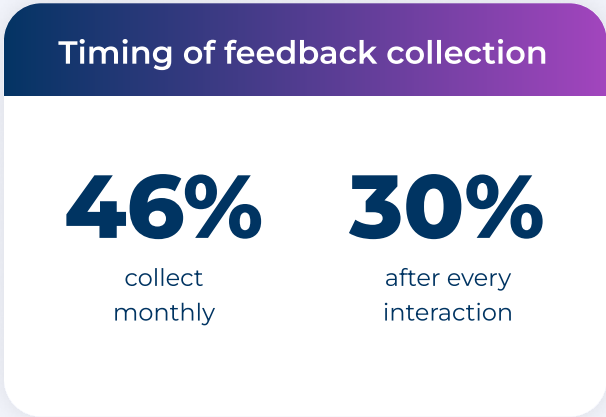 Timing of feedback collection
46%
collect
monthly
30%
after every
interaction